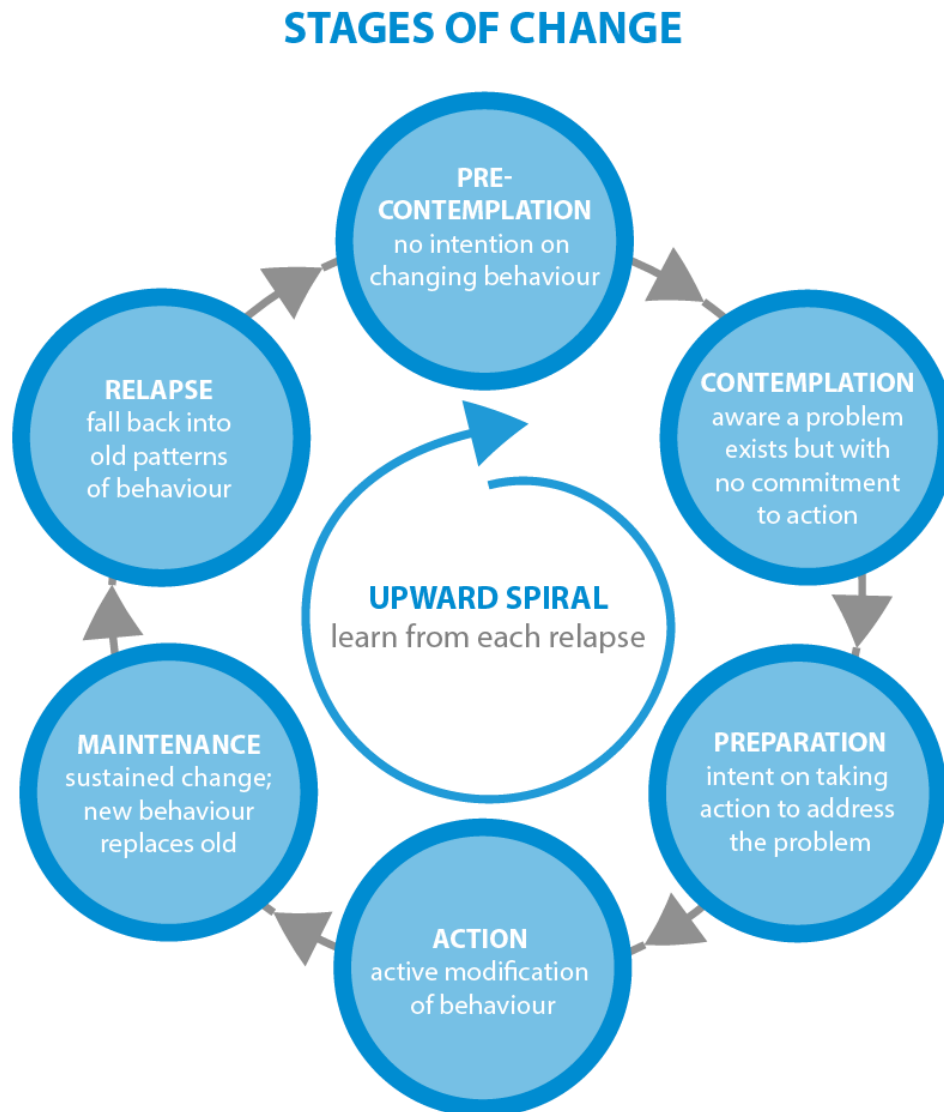 STAGES OF CHANGE
PRE-
CONTEMPLATION
no intention on
changing behaviour
CONTEMPLATION
aware a problem
exists but with
no commitment
to action
PREPARATION
intent on taking
action to address
the problem
ACTION
active modification
of behaviour
MAINTENANCE
sustained change;
new behaviour
replaces old
RELAPSE
fall back into
old patterns
of behaviour
UPWARD SPIRAL
learn from each relapse